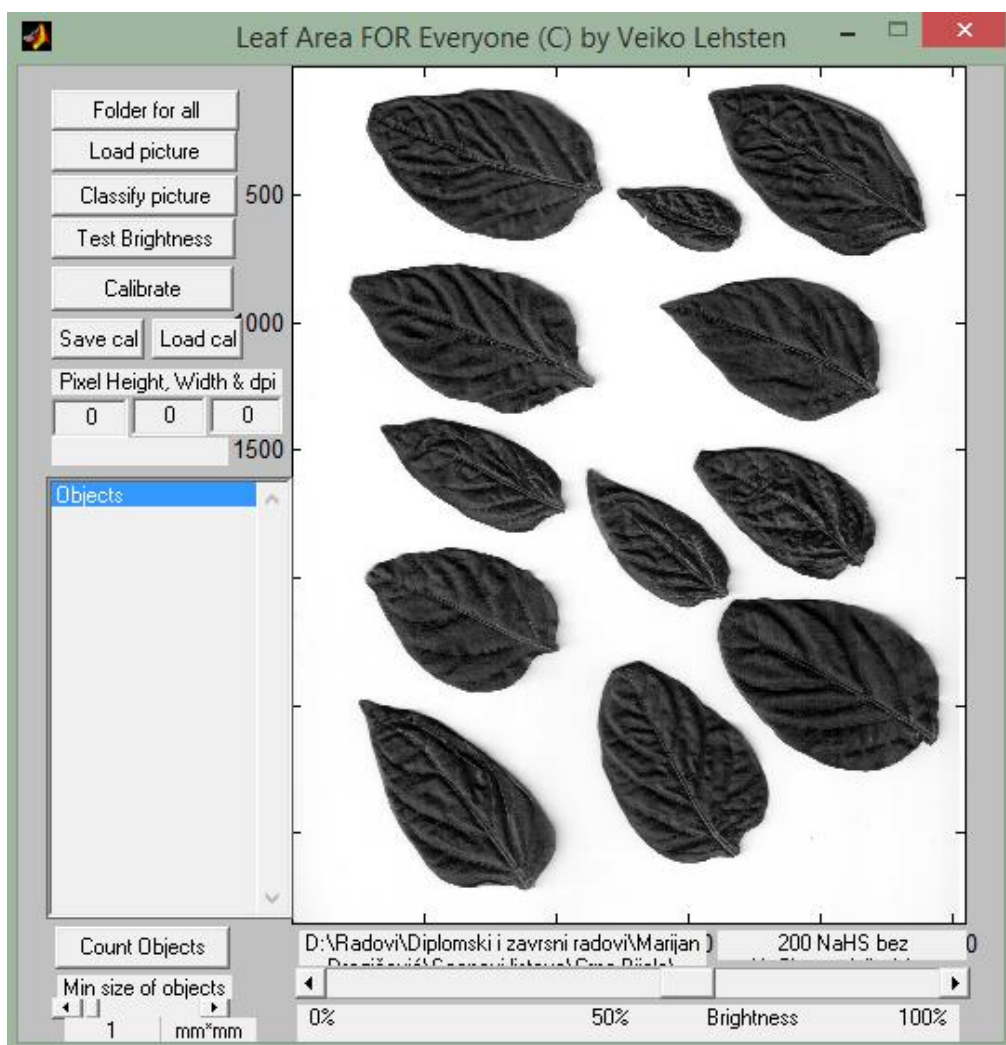 Leaf Area FOR Everyone (C) by Veiko Lehsten
Folder for all
Load picture
Classify picture
Test Brightness
Calibrate
Save cal Load cal
Pixel Height, Width & dpi
0 0 0
Objects
500
1000
1500
Count Objects
Min size of objects
1 mm*mm
D:\Radovi\Diplomski i zavrsni radovi\Marijan
0
200 NaHS bez
0
0% 50% Brightness 100%